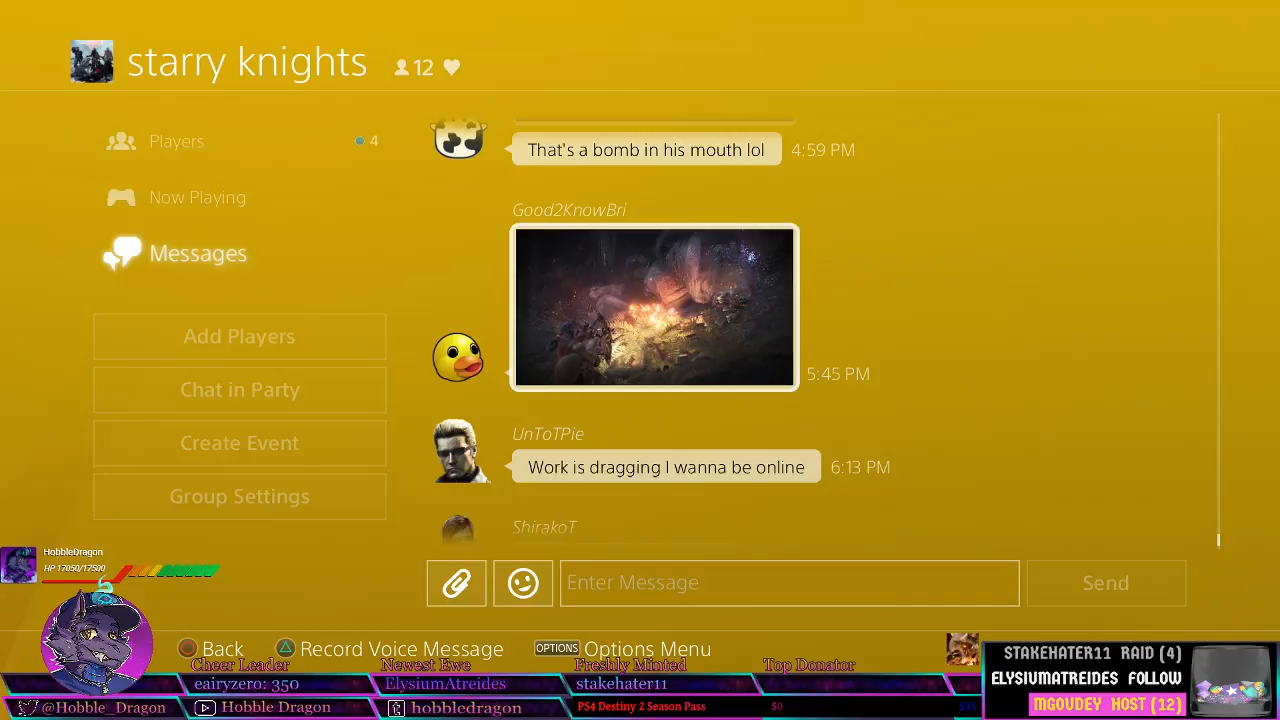 starry knights
12
Players
4
Now Playing
Messages
Add Players
Chat in Party
Create Event
Group Settings
That's a bomb in his mouth lol
4:59 PM
Good2KnowBri
5:45 PM
UnToTPie
Work is dragging I wanna be online
6:13 PM
ShirakoT
Enter Message
Send
HobbleDragon
HP 17050/17500
Back
Record Voice Message
OPTIONS Options Menu
Cheer Leader
Newest Ewe
Freshly Minted
Top Donator
eairyzero: 350
ElysiumAtreides
stakehater11
@Hobble_Dragon
Hobble Dragon
hobbledragon
PS4 Destiny 2 Season Pass
$0
$35
STAKEHATER11 RAID (4)
ELYSIUMATREIDES FOLLOW
MGOVDEY HOST (12)